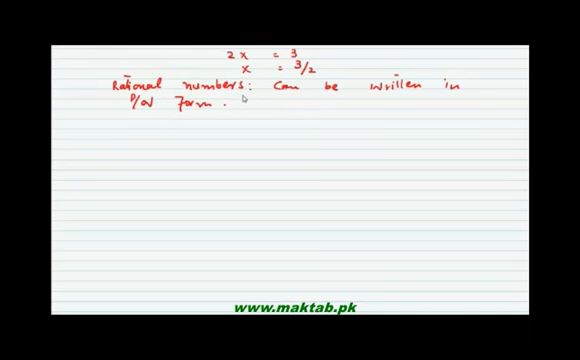 2x = 3
x = 3/2
Rational numbers: Can be written in
P/q Form.
www.maktab.pk